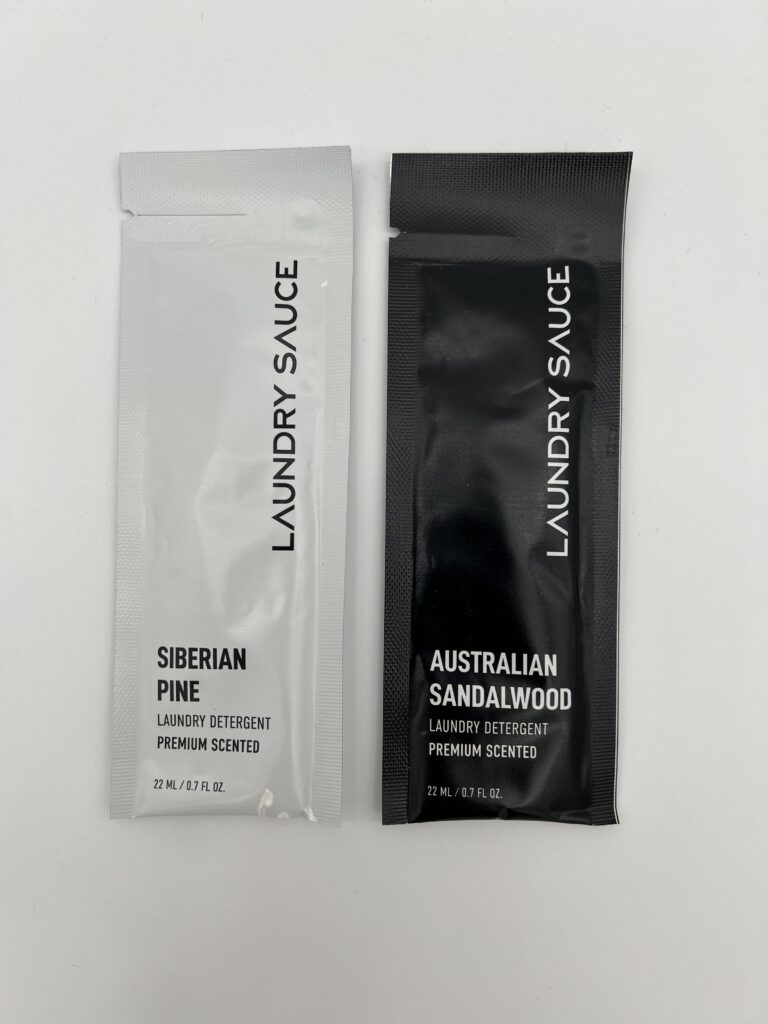 LAUNDRY SAUCE
SIBERIAN
PINE
LAUNDRY DETERGENT
PREMIUM SCENTED
22 ML / 0.7 FL OZ.
LAUNDRY SAUCE
AUSTRALIAN
SANDALWOOD
LAUNDRY DETERGENT
PREMIUM SCENTED
22 ML / 0.7 FL OZ.